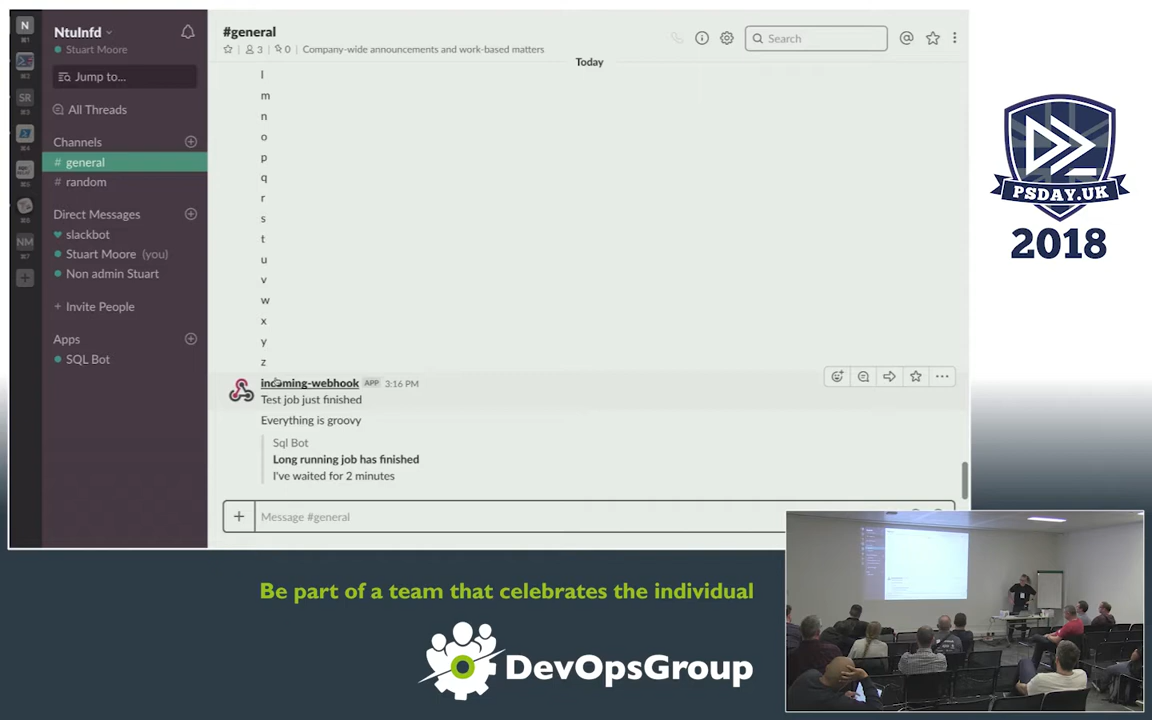 N
NtuInfd
Stuart Moore
Jump to...
All Threads
Channels
# general
# random
Direct Messages
slackbot
Stuart Moore (you)
Non admin Stuart
+ Invite People
Apps
SQL Bot
SR
NM
#general
3
0
Company-wide announcements and work-based matters
Search
Today
l
m
n
o
p
q
r
s
t
u
v
w
x
y
z
incoming-webhook APP 3:16 PM
Test job just finished
Everything is groovy
Sql Bot
Long running job has finished
I've waited for 2 minutes
Message #general
PSDAY.UK
2018
Be part of a team that celebrates the individual
DevOpsGroup